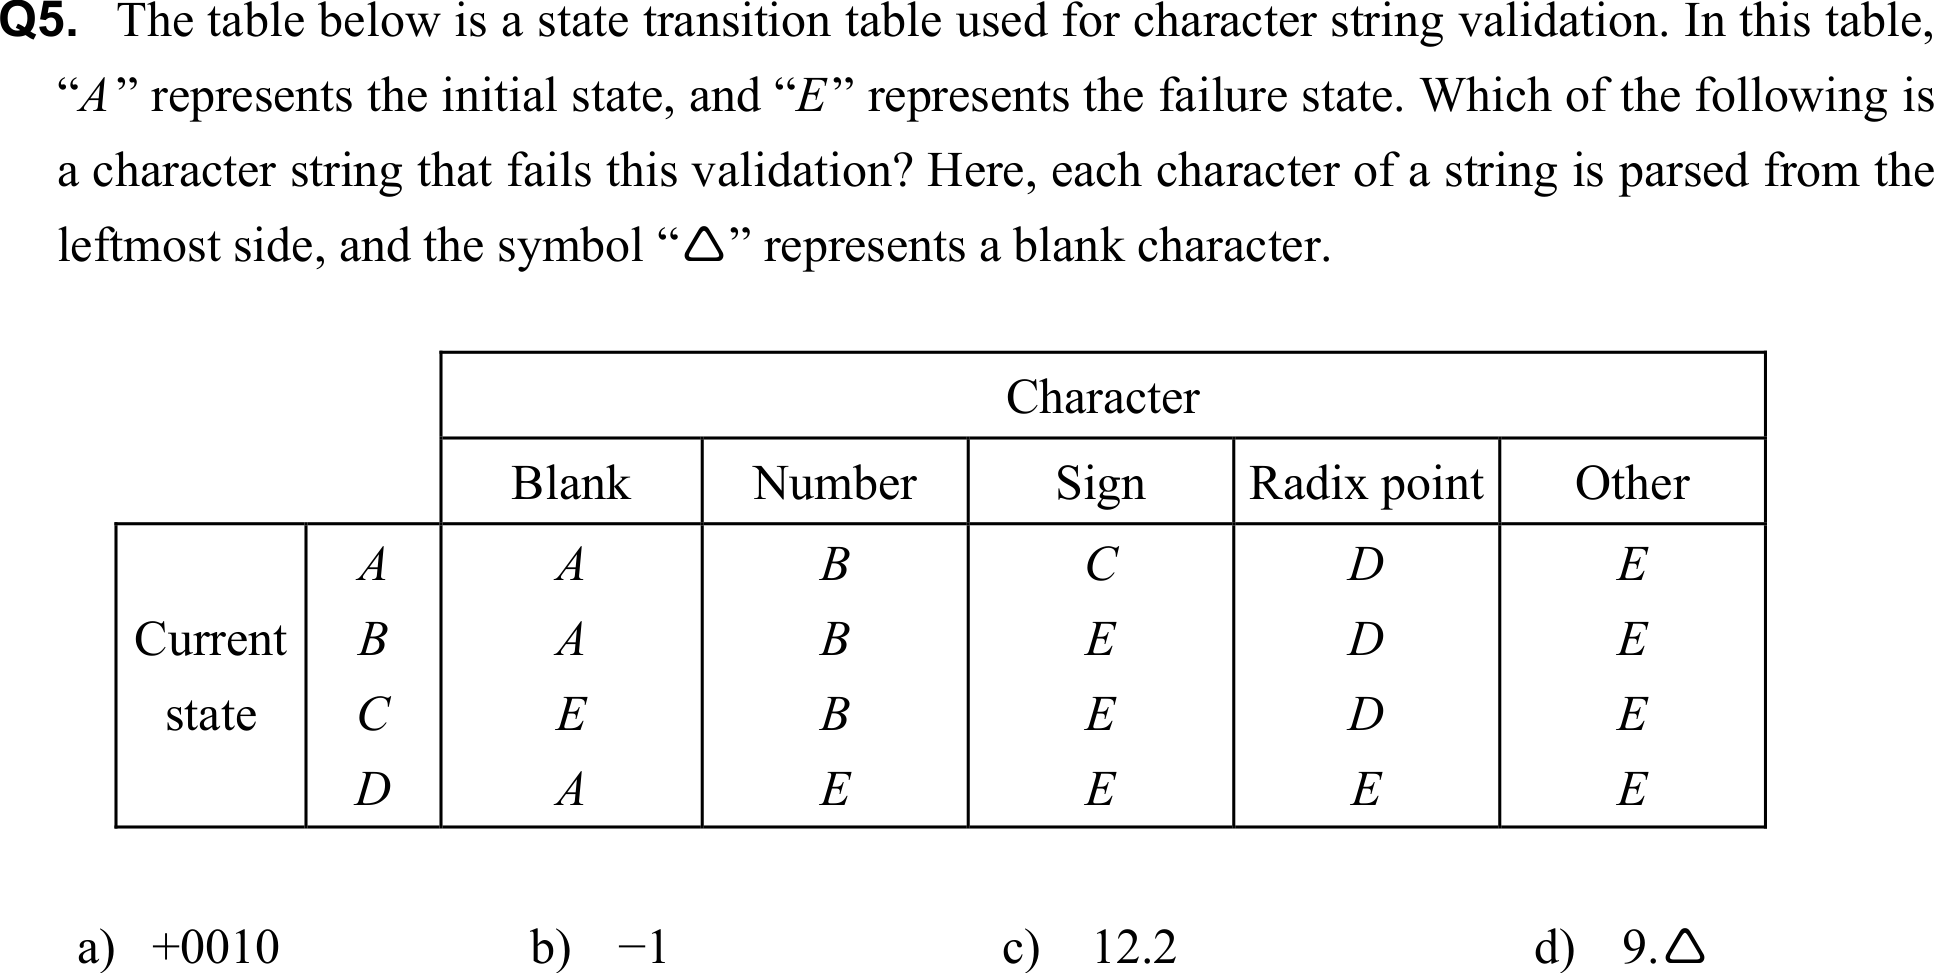 Q5. The table below is a state transition table used for character string validation. In this table,
“A” represents the initial state, and “E” represents the failure state. Which of the following is
a character string that fails this validation? Here, each character of a string is parsed from the
leftmost side, and the symbol “△” represents a blank character.
Character
Blank Number Sign Radix point Other
A A B C D E
Current B A B E D E
state C E B E D E
D A E E E E
a) +0010 b) −1 c) 12.2 d) 9.△